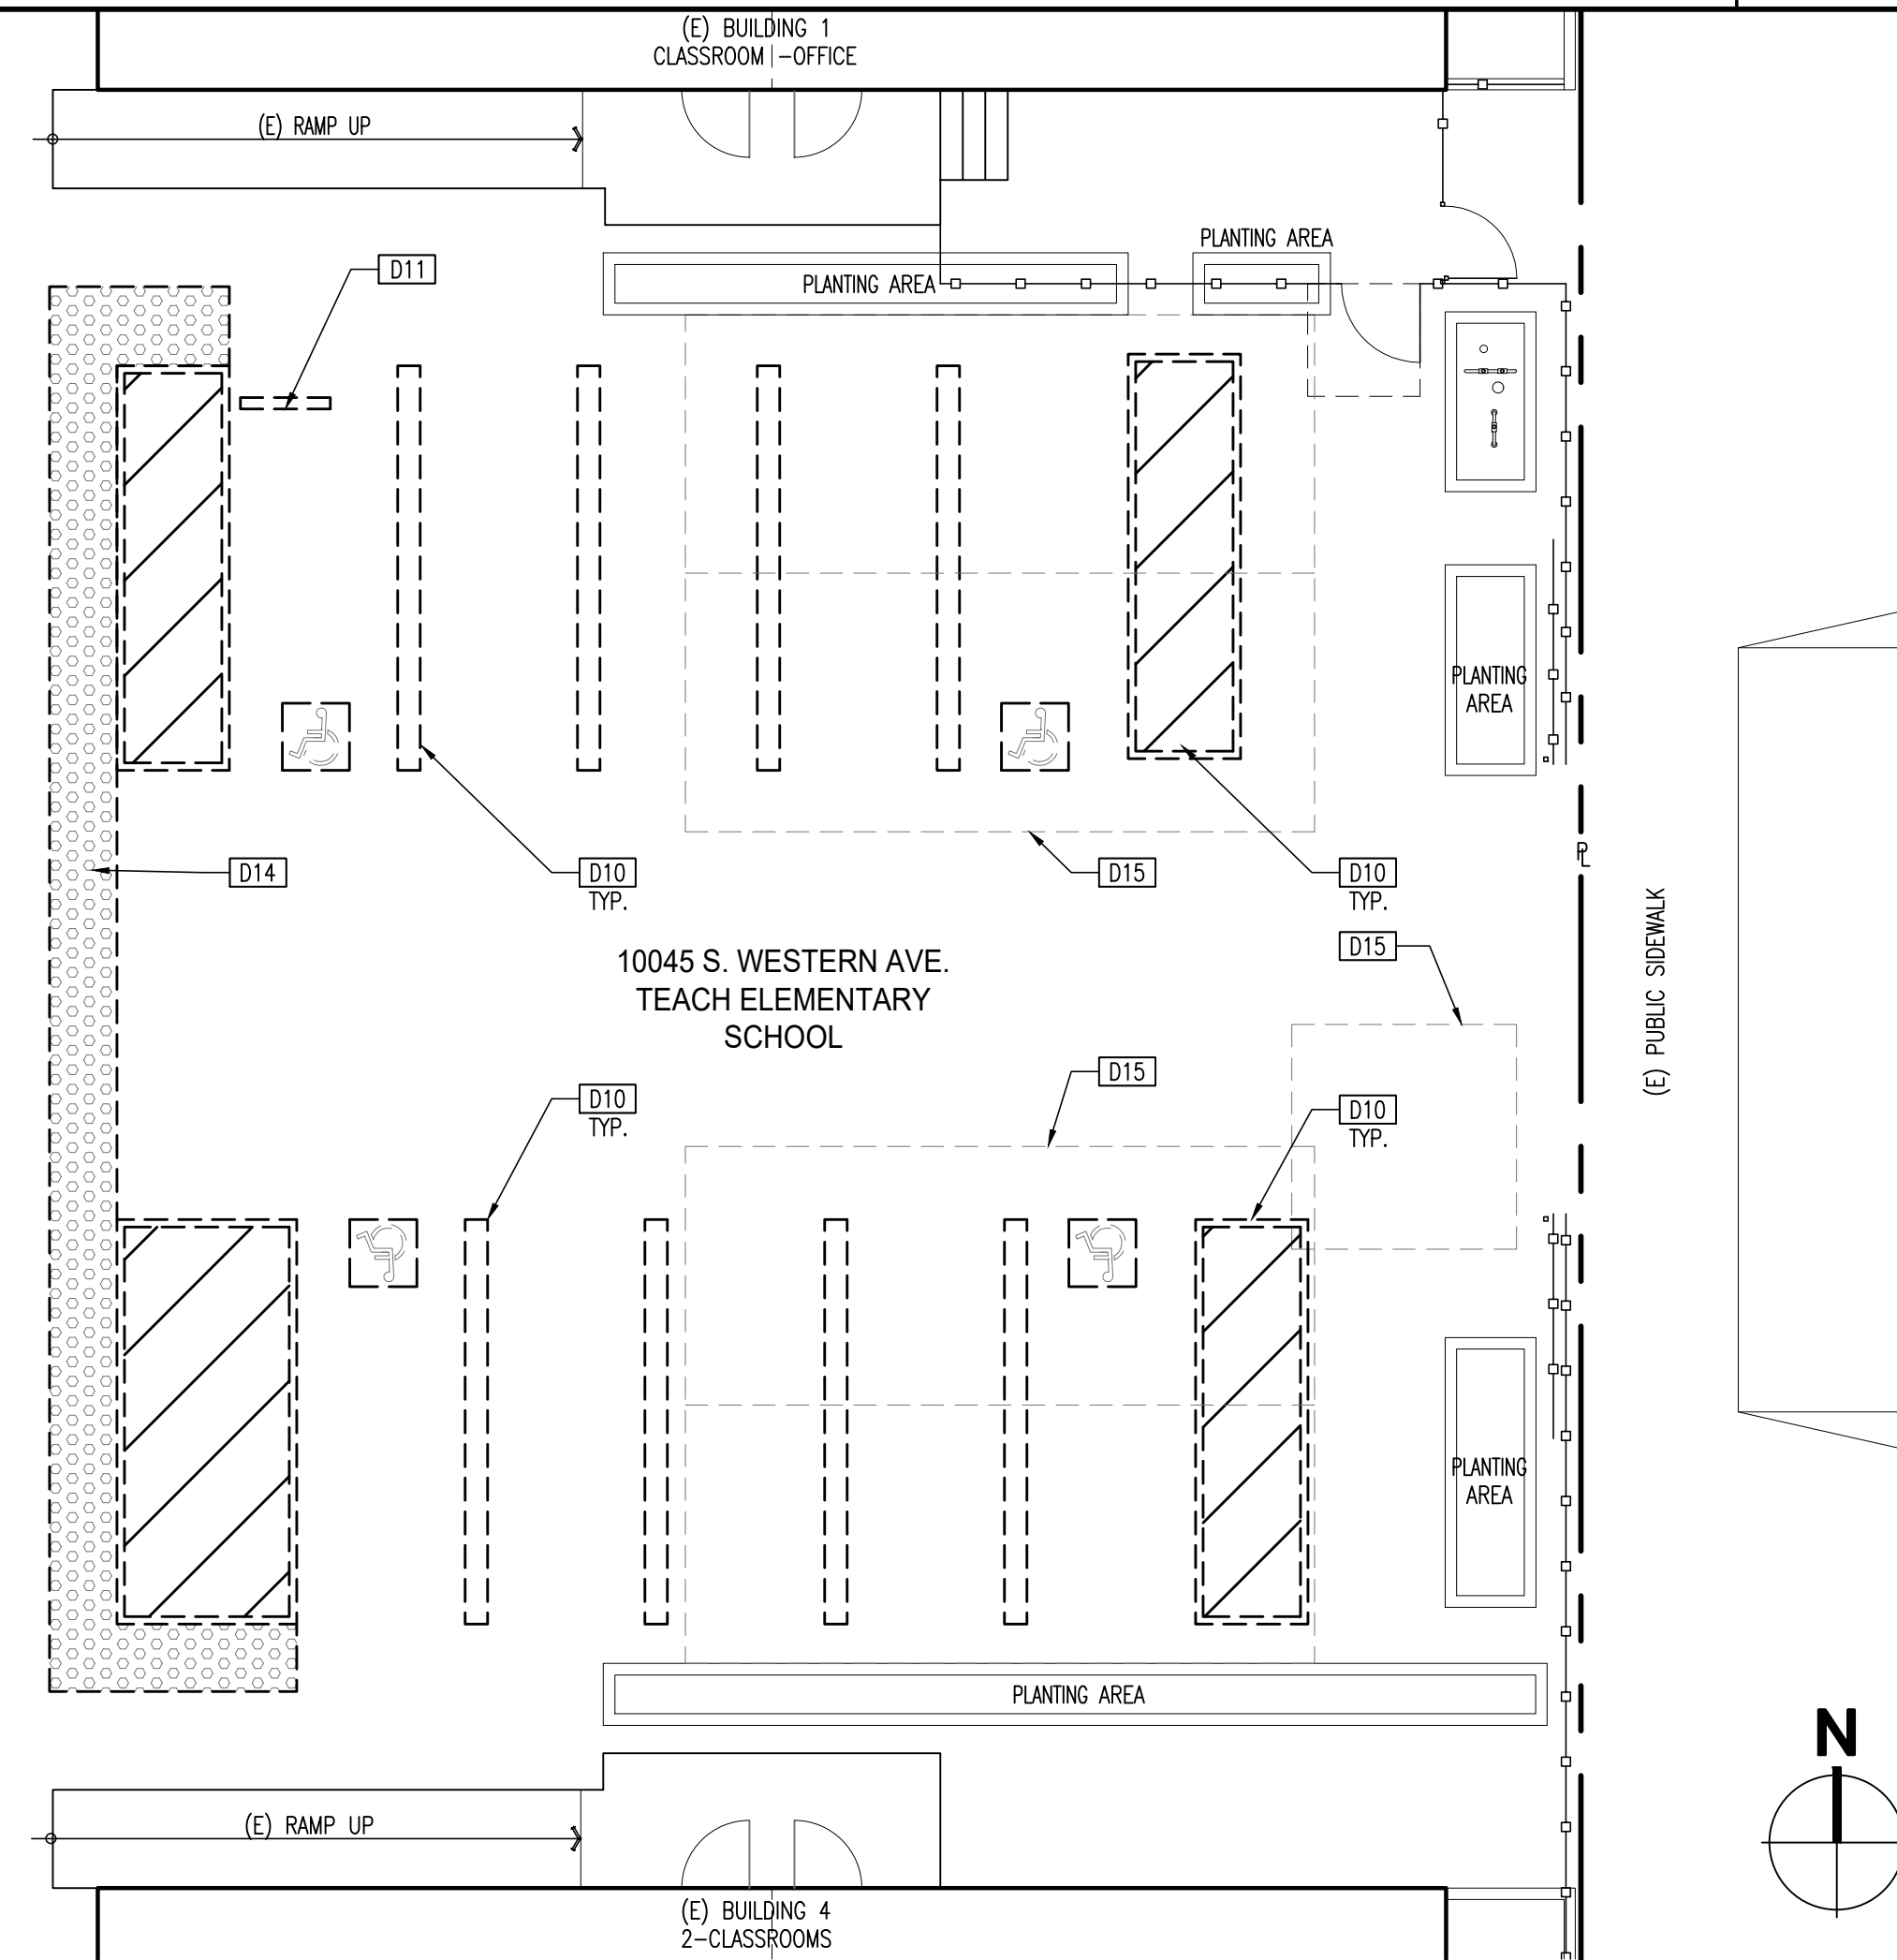 (E) BUILDING 1
CLASSROOM -OFFICE
(E) RAMP UP
PLANTING AREA
D11
PLANTING AREA
PLANTING
AREA
D14
D10
TYP.
D15
D10
TYP.
PL
(E) PUBLIC SIDEWALK
D15
10045 S. WESTERN AVE.
TEACH ELEMENTARY
SCHOOL
D15
D10
TYP.
D10
TYP.
PLANTING
AREA
PLANTING AREA
N
(E) RAMP UP
(E) BUILDING 4
2-CLASSROOMS